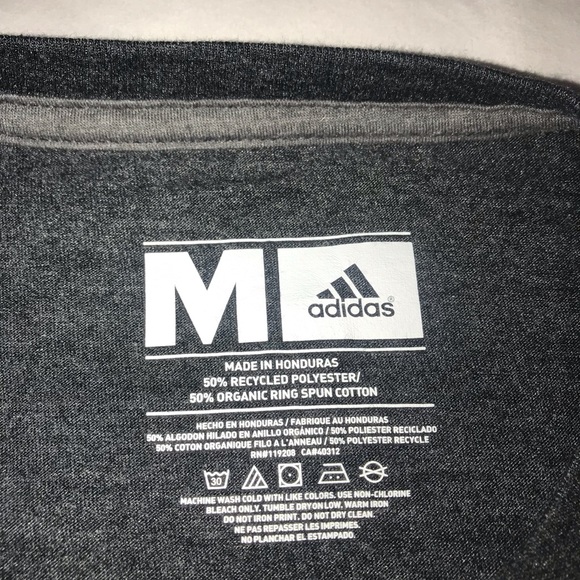 M adidas®
MADE IN HONDURAS
50% RECYCLED POLYESTER/
50% ORGANIC RING SPUN COTTON
HECHO EN HONDURAS / FABRIQUE AU HONDURAS
50% ALGODON HILADO EN ANILLO ORGÁNICO / 50% POLIESTER RECICLADO
50% COTON ORGANIQUE FILO A L'ANNEAU / 50% POLYESTER RECYCLE
RN#119208 CA#40312
30
MACHINE WASH COLD WITH LIKE COLORS. USE NON-CHLORINE
BLEACH ONLY. TUMBLE DRY ON LOW, WARM IRON
DO NOT IRON PRINT. DO NOT DRY CLEAN.
NE PAS REPASSER LES IMPRIMES.
NO PLANCHAR EL ESTAMPADO.